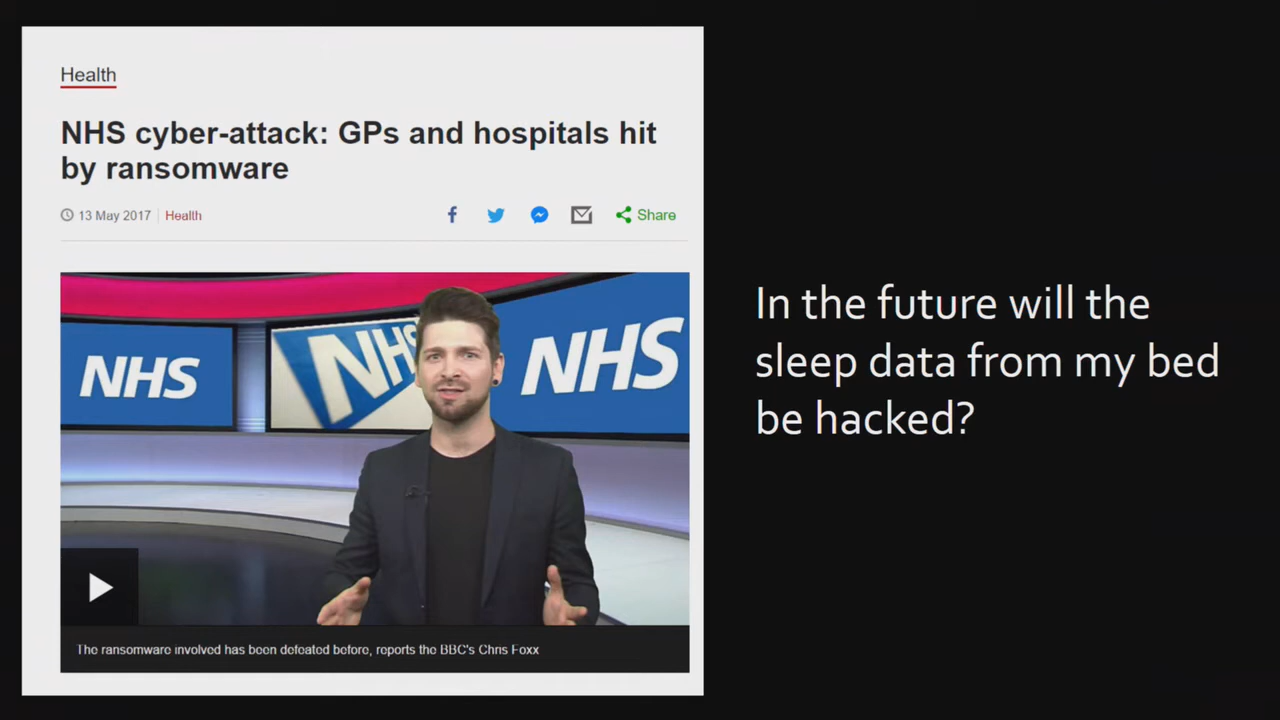 Health
NHS cyber-attack: GPs and hospitals hit
by ransomware
13 May 2017 Health
Share
NHS
NHS
NHS
The ransomware involved has been defeated before, reports the BBC's Chris Foxx
In the future will the
sleep data from my bed
be hacked?